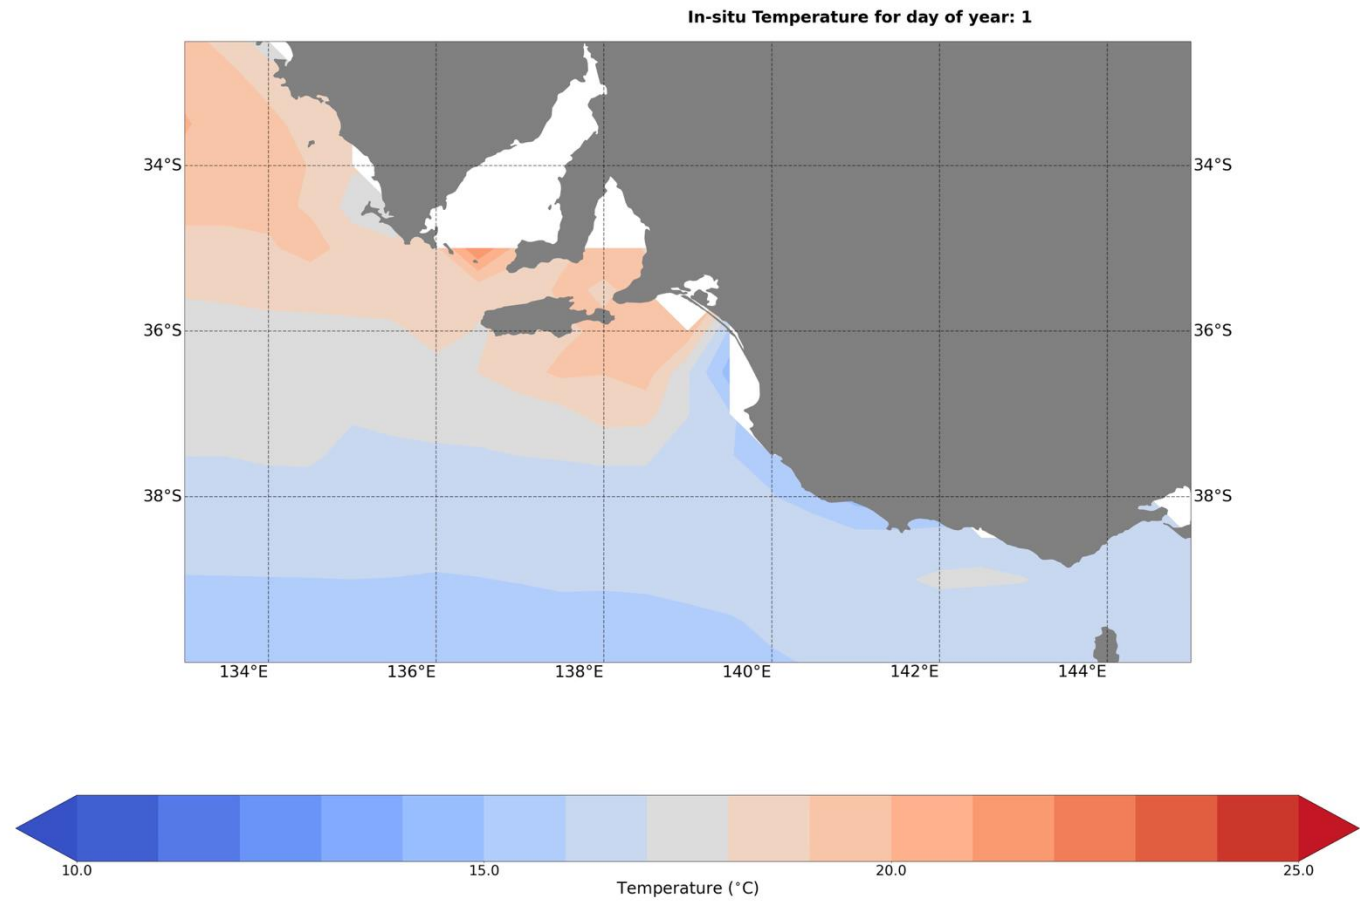 In-situ Temperature for day of year: 1
34°S 34°S
36°S 36°S
38°S 38°S
134°E 136°E 138°E 140°E 142°E 144°E
10.0 15.0 20.0 25.0
Temperature (°C)